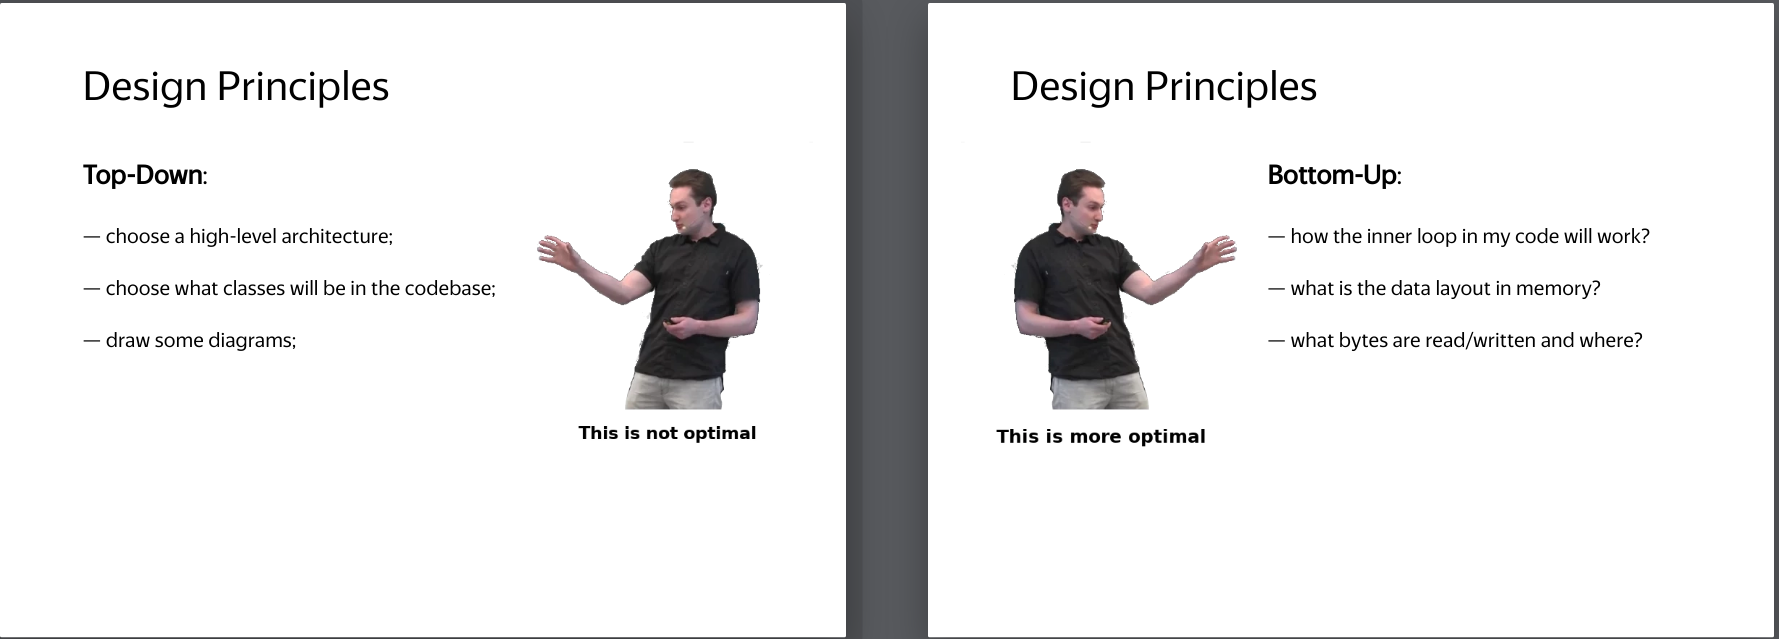 Design Principles
Top-Down:
— choose a high-level architecture;
— choose what classes will be in the codebase;
— draw some diagrams;
This is not optimal
Design Principles
Bottom-Up:
— how the inner loop in my code will work?
— what is the data layout in memory?
— what bytes are read/written and where?
This is more optimal